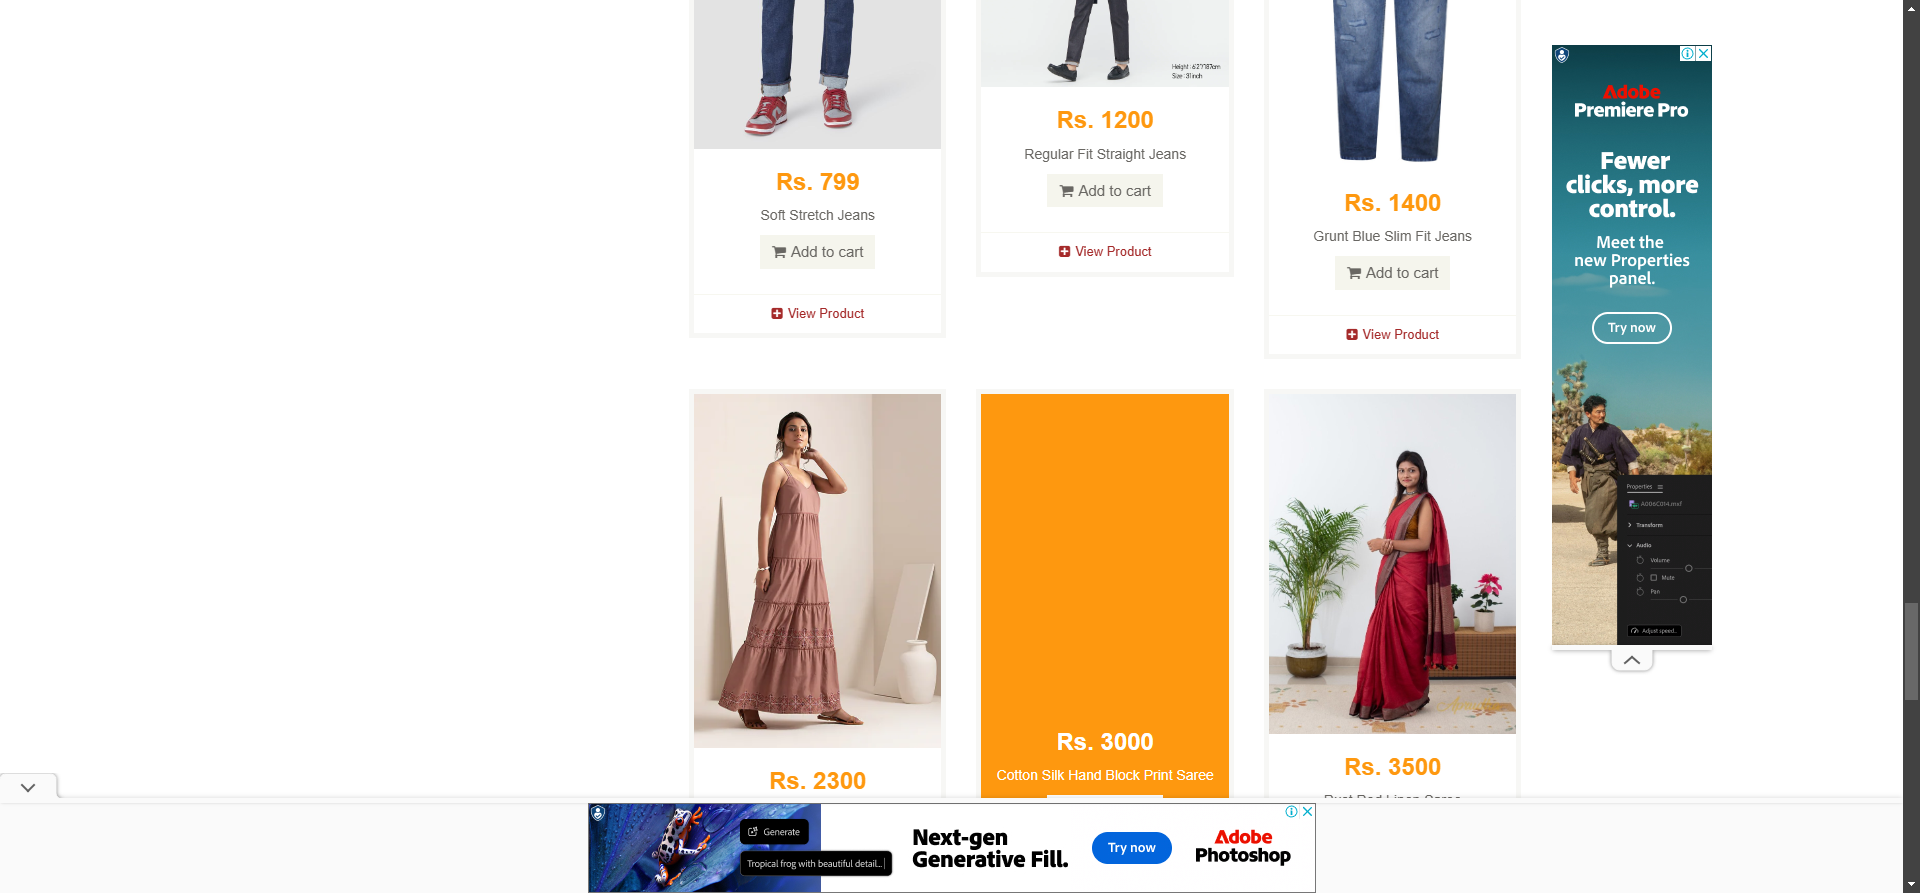 Rs. 799
Soft Stretch Jeans
Add to cart
View Product
Height : 6'2"/187cm
Size : 31inch
Rs. 1200
Regular Fit Straight Jeans
Add to cart
View Product
Rs. 1400
Grunt Blue Slim Fit Jeans
Add to cart
View Product
Rs. 2300
Rs. 3000
Cotton Silk Hand Block Print Saree
Rs. 3500
Adobe
Premiere Pro
Fewer
clicks, more
control.
Meet the
new Properties
panel.
Try now
Properties
A006C014.mxf
Transform
Audio
Volume
Mute
Pan
Adjust speed...
Generate
Tropical frog with beautiful detail...
Next-gen
Generative Fill.
Try now
Adobe
Photoshop